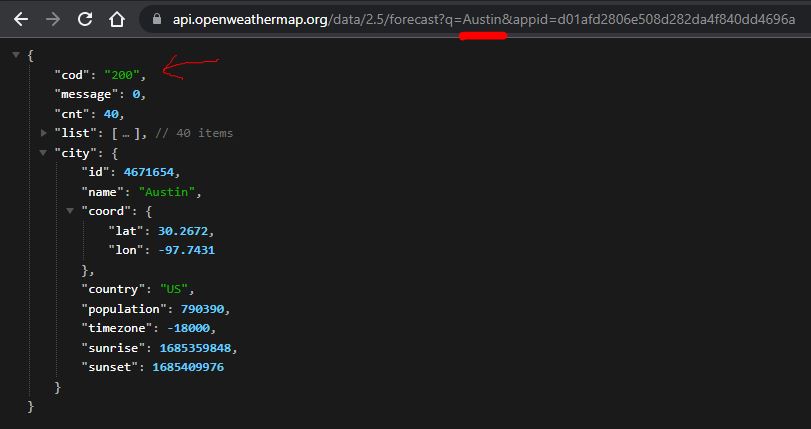 api.openweathermap.org/data/2.5/forecast?q=Austin&appid=d01afd2806e508d282da4f840dd4696a
{
"cod": "200",
"message": 0,
"cnt": 40,
"list": [ … ], // 40 items
"city": {
"id": 4671654,
"name": "Austin",
"coord": {
"lat": 30.2672,
"lon": -97.7431
},
"country": "US",
"population": 790390,
"timezone": -18000,
"sunrise": 1685359848,
"sunset": 1685409976
}
}